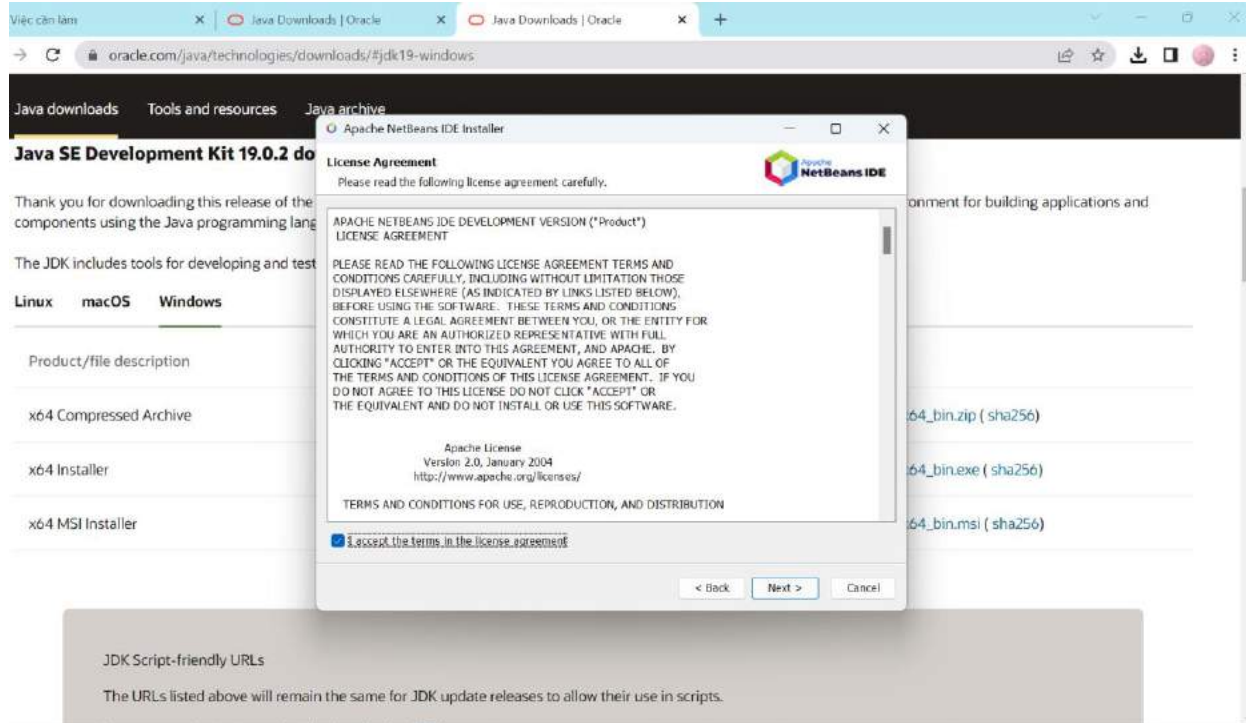 Việc cần làm
Java Downloads | Oracle
Java Downloads | Oracle
oracle.com/java/technologies/downloads/#jdk19-windows
Java downloads Tools and resources Java archive
Java SE Development Kit 19.0.2 do
Thank you for downloading this release of the
onment for building applications and
components using the Java programming lang
The JDK includes tools for developing and test
Linux macOS Windows
Product/file description
x64 Compressed Archive
64_bin.zip ( sha256)
x64 Installer
64_bin.exe ( sha256)
x64 MSI Installer
64_bin.msi ( sha256)
Apache NetBeans IDE Installer
License Agreement
Please read the following license agreement carefully.
Apache
NetBeans IDE
APACHE NETBEANS IDE DEVELOPMENT VERSION ("Product")
LICENSE AGREEMENT
PLEASE READ THE FOLLOWING LICENSE AGREEMENT TERMS AND
CONDITIONS CAREFULLY, INCLUDING WITHOUT LIMITATION THOSE
DISPLAYED ELSEWHERE (AS INDICATED BY LINKS LISTED BELOW),
BEFORE USING THE SOFTWARE. THESE TERMS AND CONDITIONS
CONSTITUTE A LEGAL AGREEMENT BETWEEN YOU, OR THE ENTITY FOR
WHICH YOU ARE AN AUTHORIZED REPRESENTATIVE WITH FULL
AUTHORITY TO ENTER INTO THIS AGREEMENT, AND APACHE. BY
CLICKING "ACCEPT" OR THE EQUIVALENT YOU AGREE TO ALL OF
THE TERMS AND CONDITIONS OF THIS LICENSE AGREEMENT. IF YOU
DO NOT AGREE TO THIS LICENSE DO NOT CLICK "ACCEPT" OR
THE EQUIVALENT AND DO NOT INSTALL OR USE THIS SOFTWARE.
Apache License
Version 2.0, January 2004
http://www.apache.org/licenses/
TERMS AND CONDITIONS FOR USE, REPRODUCTION, AND DISTRIBUTION
I accept the terms in the license agreement
< Back Next > Cancel
JDK Script-friendly URLs
The URLs listed above will remain the same for JDK update releases to allow their use in scripts.